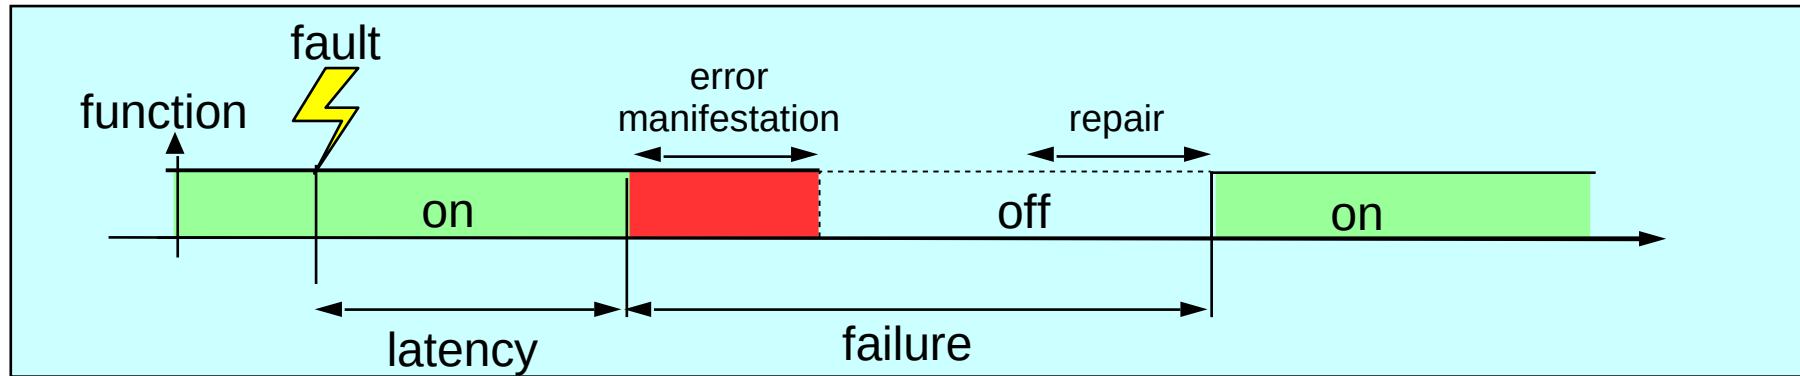 fault
function
error
manifestation
repair
on
off
on
latency
failure